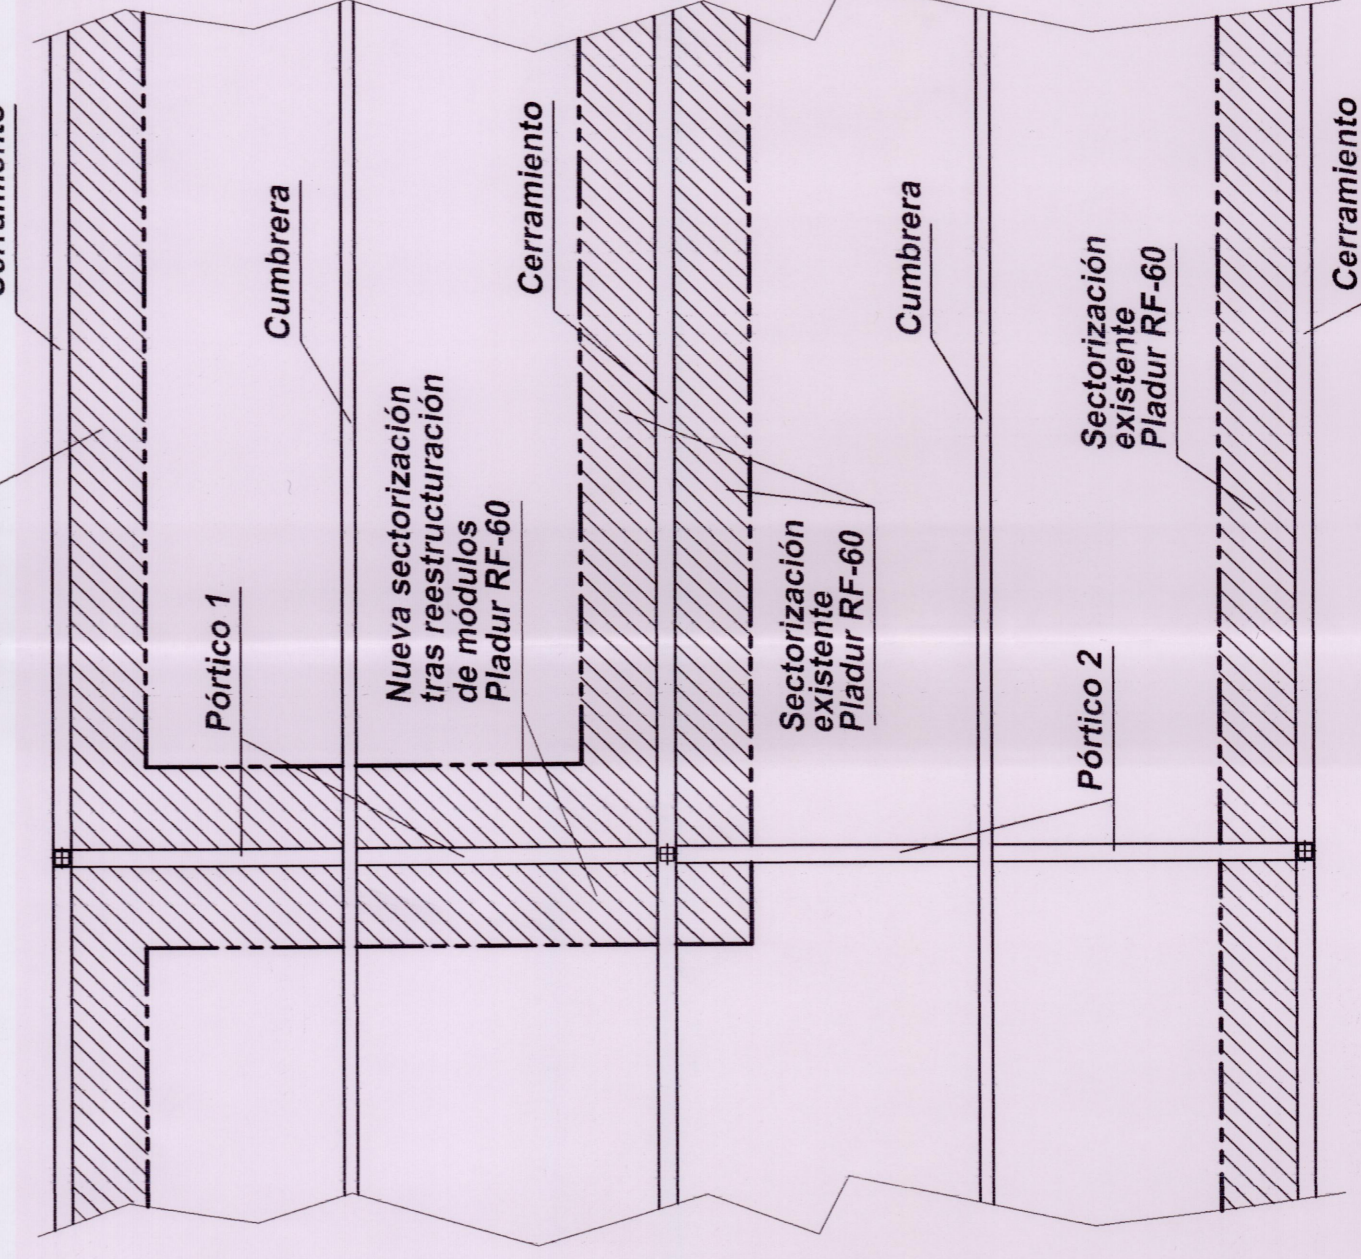 Cerramiento
Cumbrera
Cerramiento
Pórtico 1
Nueva sectorización
tras reestructuración
de módulos
Pladur RF-60
Sectorización
existente
Pladur RF-60
Cumbrera
Sectorización
existente
Pladur RF-60
Pórtico 2
Cerramiento